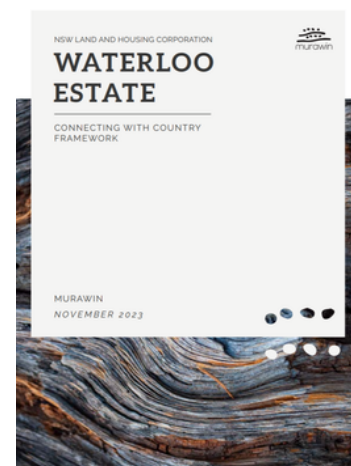 NSW LAND AND HOUSING CORPORATION
murawin
WATERLOO
ESTATE
CONNECTING WITH COUNTRY
FRAMEWORK
MURAWIN
NOVEMBER 2023